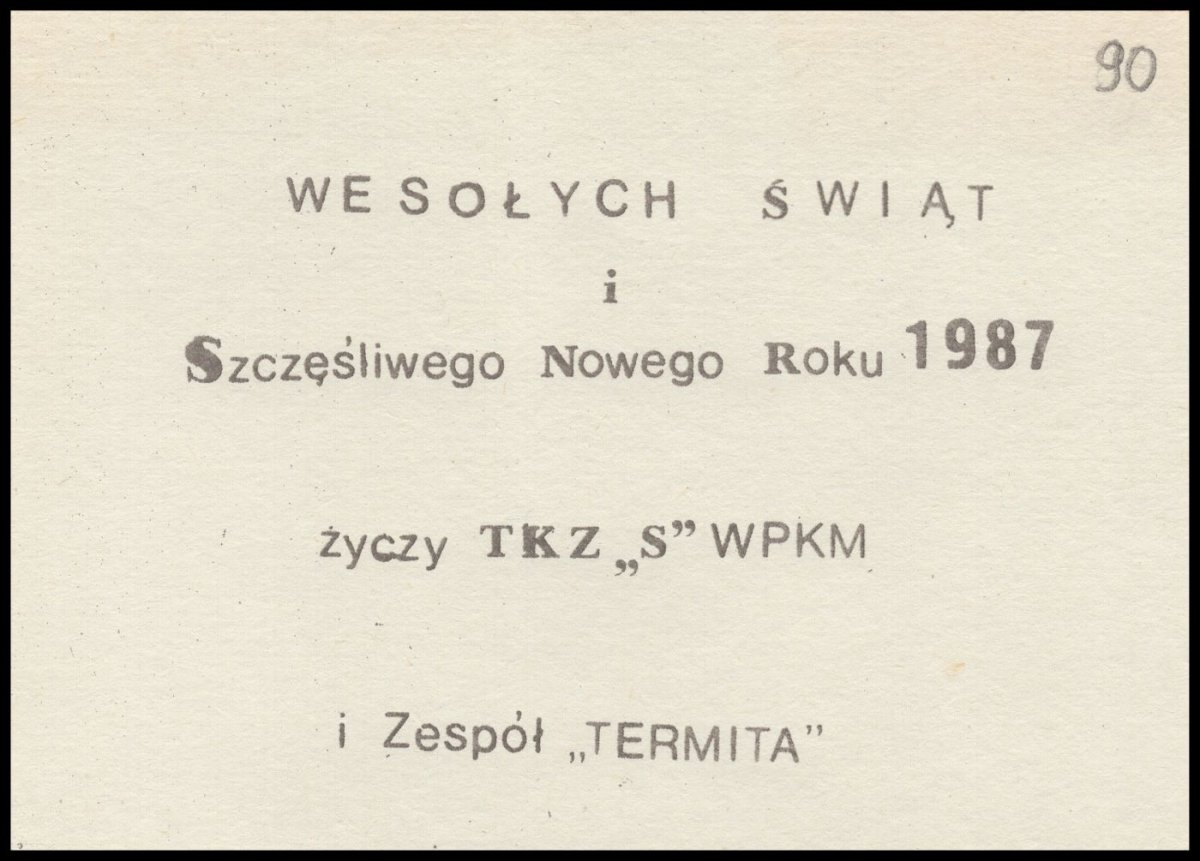 90
WESOŁYCH ŚWIĄT
i
Szczęśliwego Nowego Roku 1987
życzy TKZ „S” WPKM
i Zespół „TERMITA”